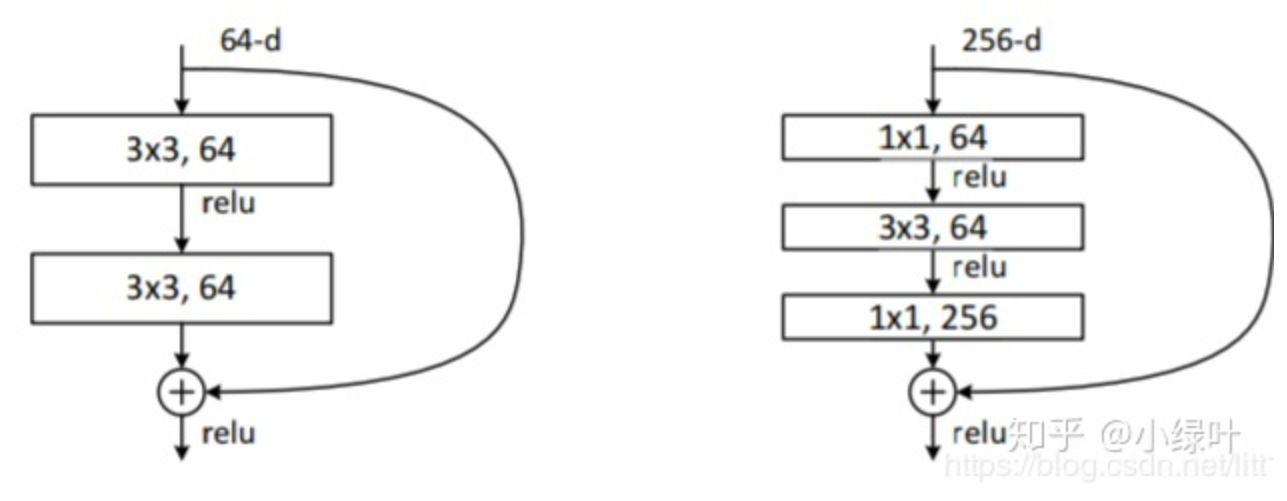 64-d
3x3, 64
relu
3x3, 64
+
relu
256-d
1x1, 64
relu
3x3, 64
relu
1x1, 256
+
relu
知乎 @小绿叶
https://blog.csdn.net/litt